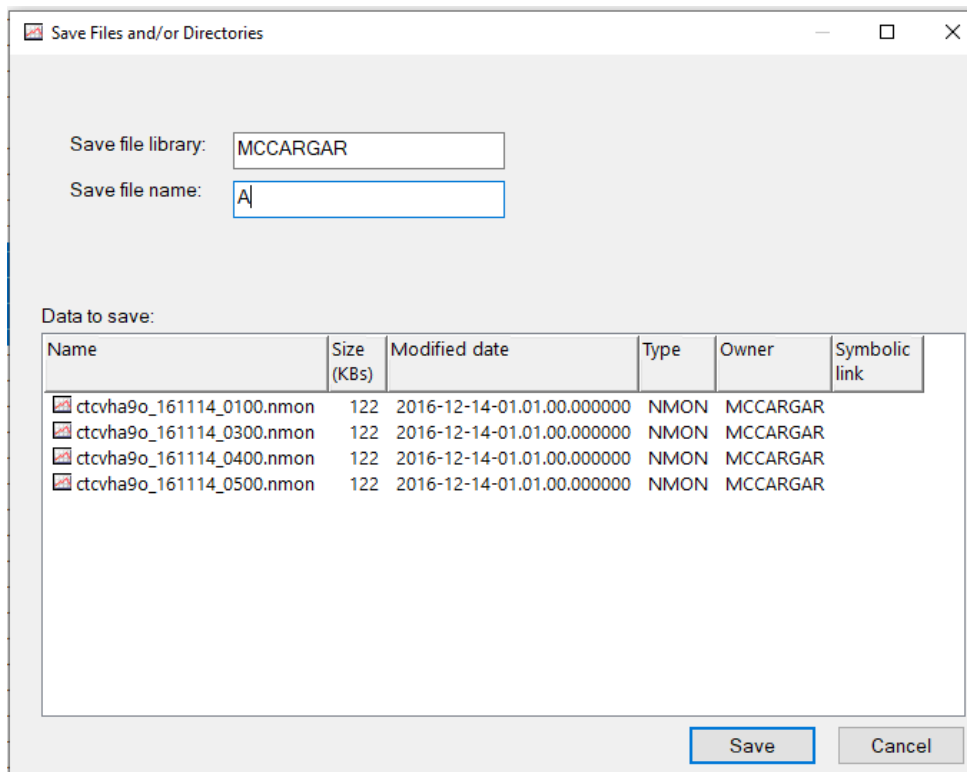 Save Files and/or Directories
Save file library: MCCARGAR
Save file name: A
Data to save:
Name Size (KBs) Modified date Type Owner Symbolic link
ctcvha9o_161114_0100.nmon 122 2016-12-14-01.01.00.000000 NMON MCCARGAR
ctcvha9o_161114_0300.nmon 122 2016-12-14-01.01.00.000000 NMON MCCARGAR
ctcvha9o_161114_0400.nmon 122 2016-12-14-01.01.00.000000 NMON MCCARGAR
ctcvha9o_161114_0500.nmon 122 2016-12-14-01.01.00.000000 NMON MCCARGAR
Save Cancel